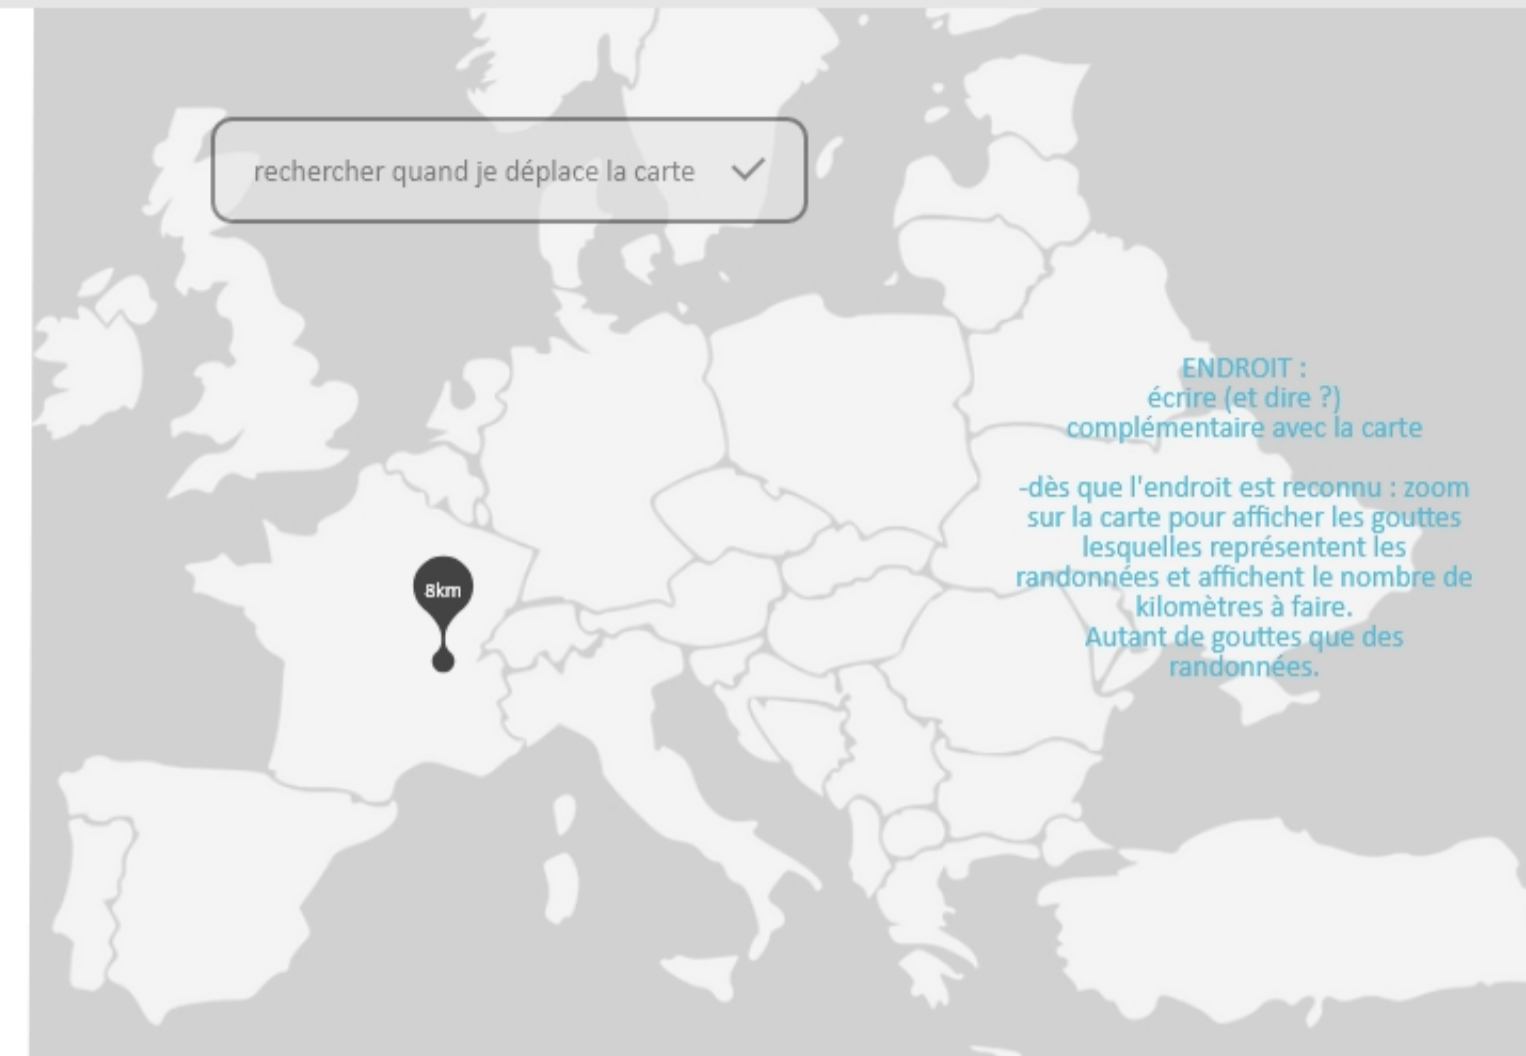 rechercher quand je déplace la carte
ENDROIT :
écrire (et dire ?)
complémentaire avec la carte
-dès que l'endroit est reconnu : zoom
sur la carte pour afficher les gouttes
lesquelles représentent les
randonnées et affichent le nombre de
kilomètres à faire.
Autant de gouttes que des
randonnées.
8km